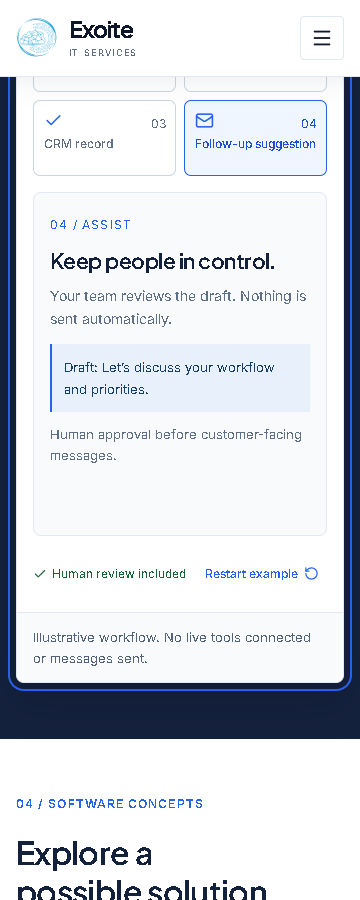 Exoite
IT SERVICES
03
CRM record
04
Follow-up suggestion
04 / ASSIST
Keep people in control.
Your team reviews the draft. Nothing is
sent automatically.
Draft: Let's discuss your workflow
and priorities.
Human approval before customer-facing
messages.
Human review included
Restart example
Illustrative workflow. No live tools connected
or messages sent.
04 / SOFTWARE CONCEPTS
Explore a
possible solution